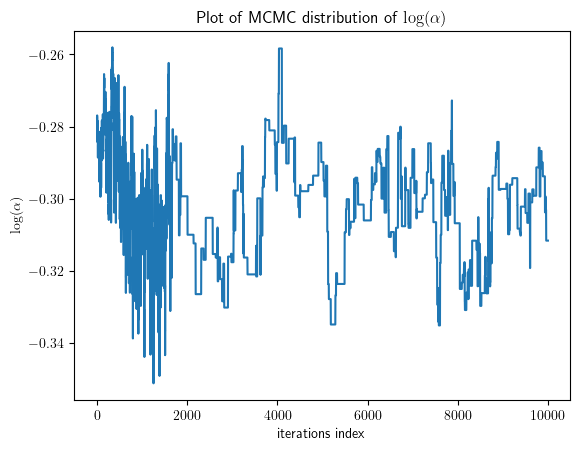 Plot of MCMC distribution of log(α)
−0.26
−0.28
−0.30
−0.32
−0.34
log(α)
0 2000 4000 6000 8000 10000
iterations index